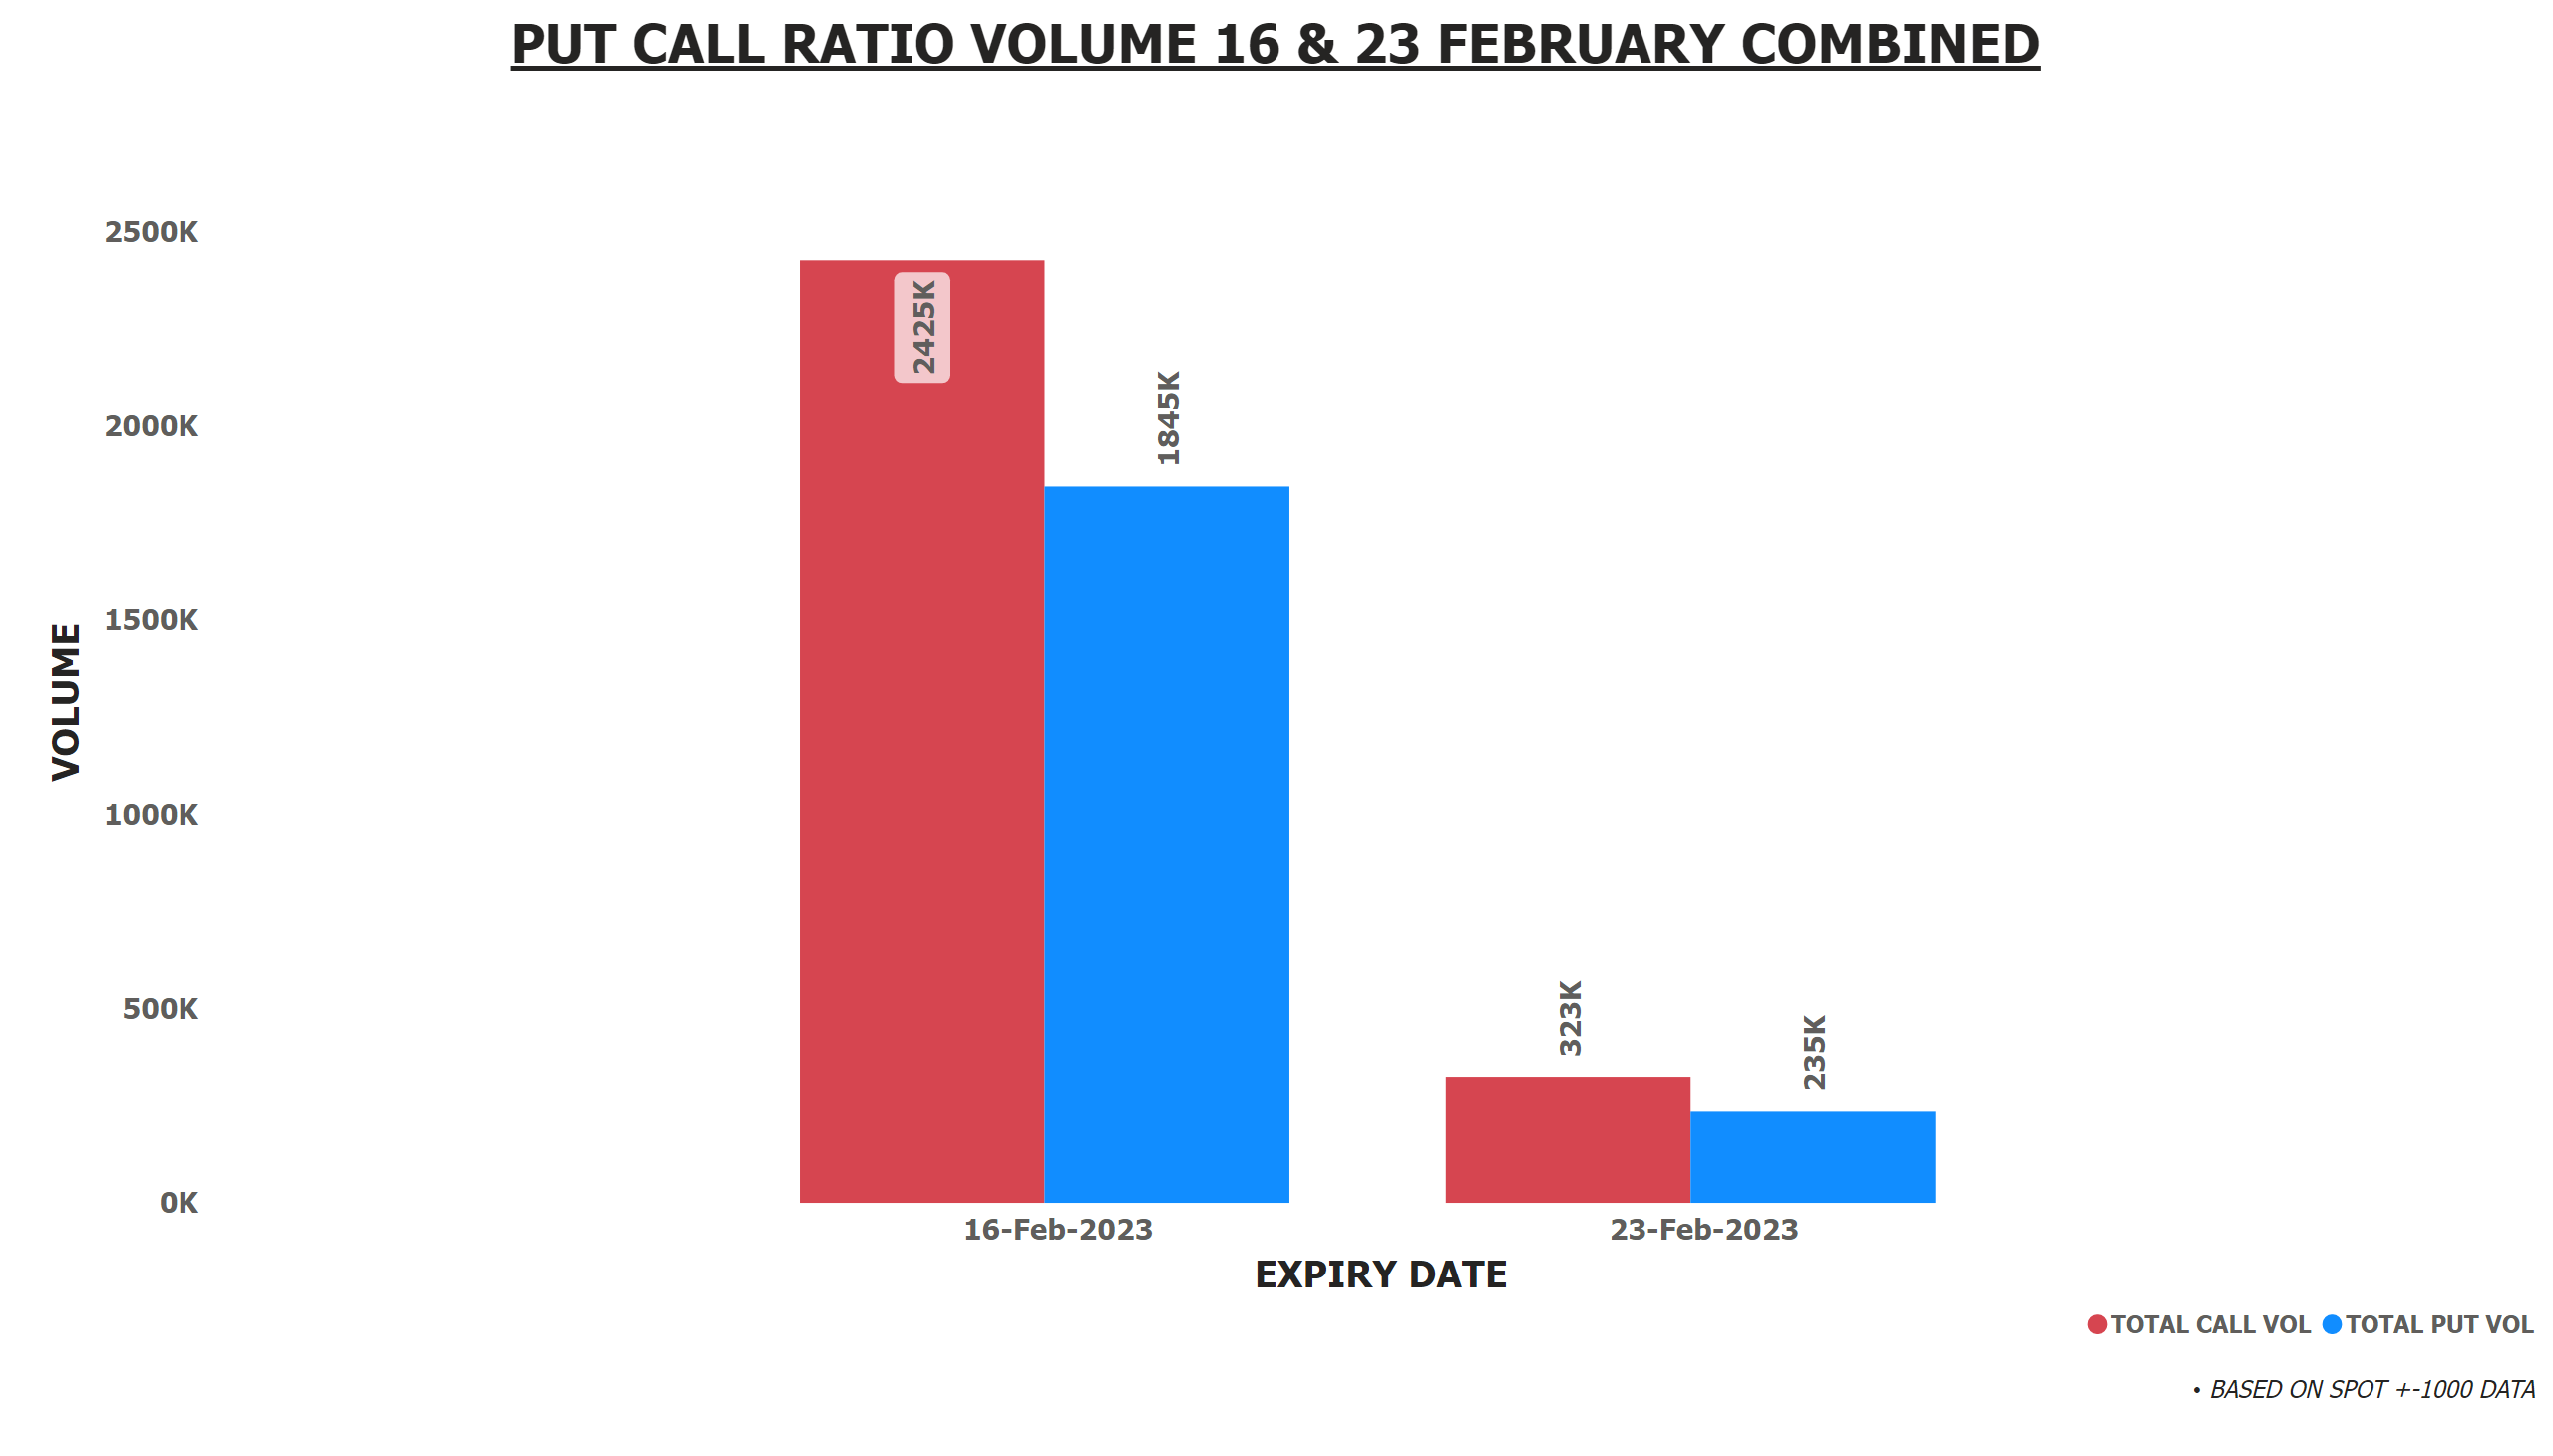 PUT CALL RATIO VOLUME 16 & 23 FEBRUARY COMBINED
2500K
2000K
1500K
1000K
500K
0K
VOLUME
2425K
1845K
323K
235K
16-Feb-2023
23-Feb-2023
EXPIRY DATE
TOTAL CALL VOL TOTAL PUT VOL
• BASED ON SPOT +-1000 DATA